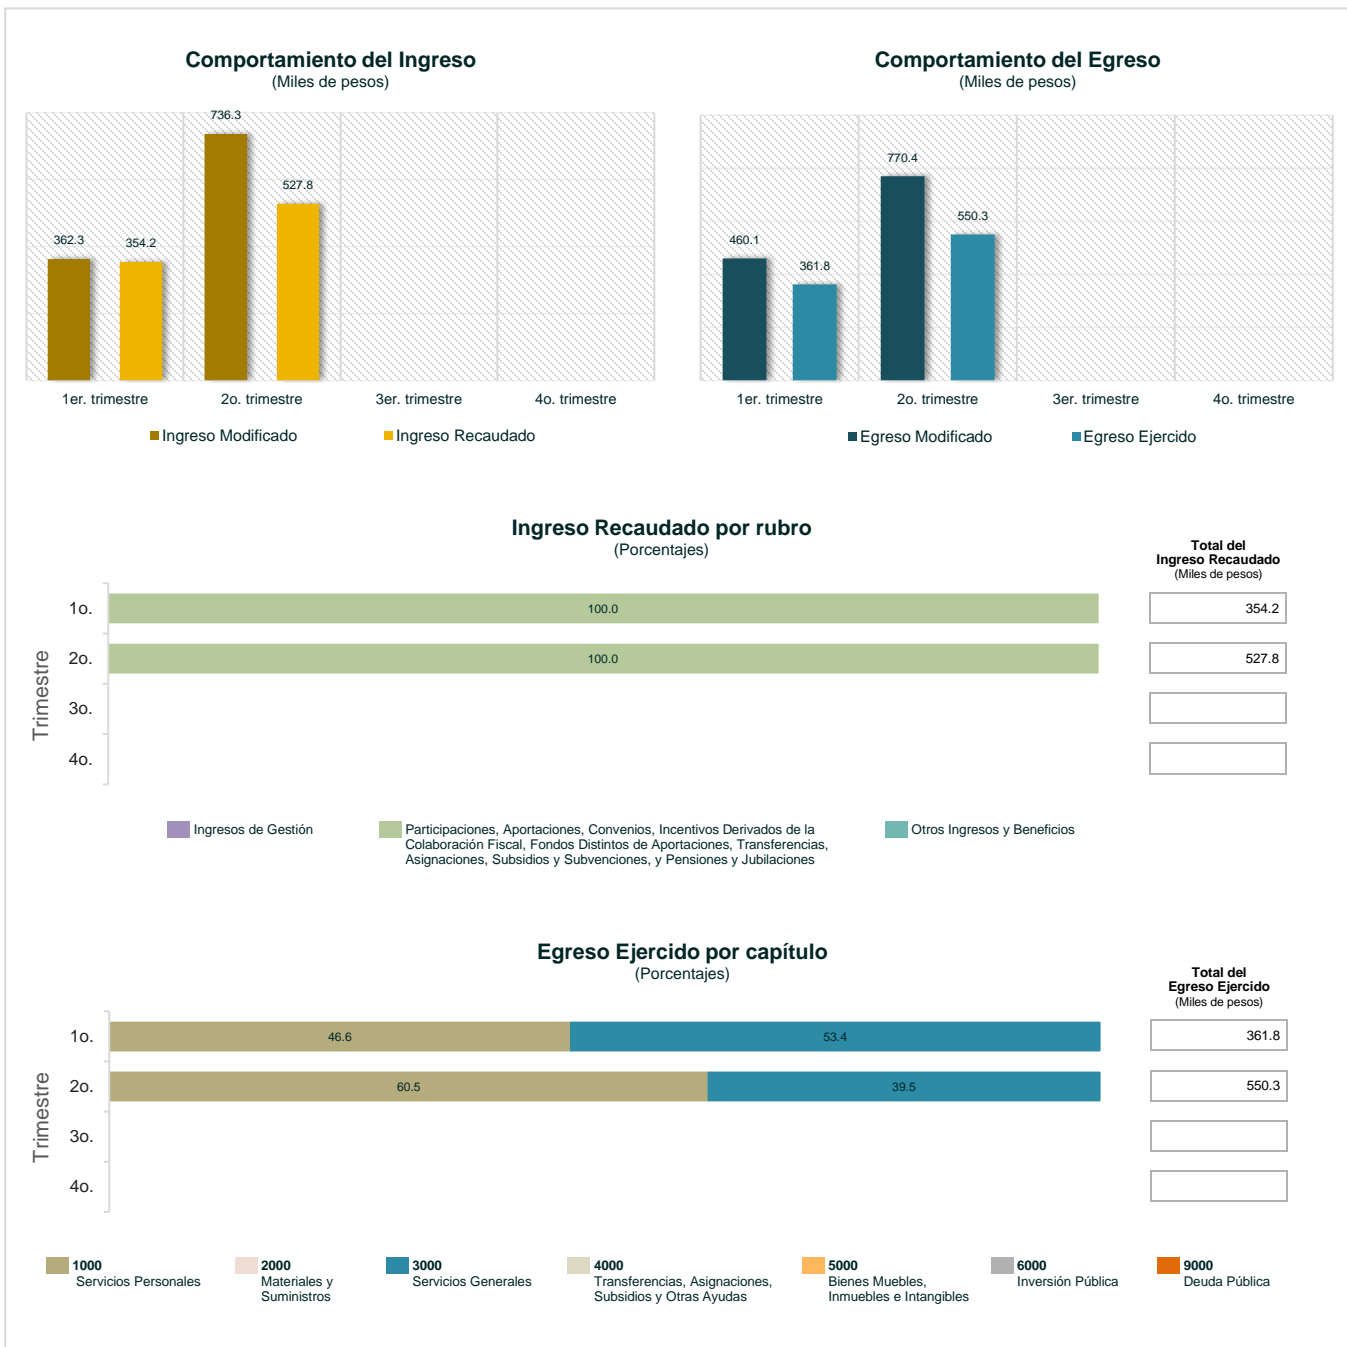 Comportamiento del Ingreso
(Miles de pesos)
736.3
527.8
362.3
354.2
1er. trimestre
2o. trimestre
3er. trimestre
4o. trimestre
Ingreso Modificado
Ingreso Recaudado
Comportamiento del Egreso
(Miles de pesos)
770.4
550.3
460.1
361.8
1er. trimestre
2o. trimestre
3er. trimestre
4o. trimestre
Egreso Modificado
Egreso Ejercido
Ingreso Recaudado por rubro
(Porcentajes)
Total del
Ingreso Recaudado
(Miles de pesos)
Trimestre
1o.
100.0
354.2
2o.
100.0
527.8
3o.
4o.
Ingresos de Gestión
Participaciones, Aportaciones, Convenios, Incentivos Derivados de la
Colaboración Fiscal, Fondos Distintos de Aportaciones, Transferencias,
Asignaciones, Subsidios y Subvenciones, y Pensiones y Jubilaciones
Otros Ingresos y Beneficios
Egreso Ejercido por capítulo
(Porcentajes)
Total del
Egreso Ejercido
(Miles de pesos)
Trimestre
1o.
46.6
53.4
361.8
2o.
60.5
39.5
550.3
3o.
4o.
1000
Servicios Personales
2000
Materiales y
Suministros
3000
Servicios Generales
4000
Transferencias, Asignaciones,
Subsidios y Otras Ayudas
5000
Bienes Muebles,
Inmuebles e Intangibles
6000
Inversión Pública
9000
Deuda Pública